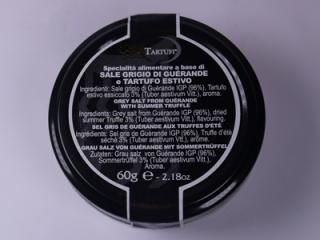 TARTUFI
Specialità alimentare a base di
SALE GRIGIO DI GUÉRANDE
e TARTUFO ESTIVO
Ingredienti: Sale grigio di Guérande IGP (96%), Tartufo
estivo essiccato 3% (Tuber aestivum Vitt.), aroma.
GREY SALT FROM GUÉRANDE
WITH SUMMER TRUFFLE
Ingredients: Grey salt from Guérande IGP (96%), dried
summer Truffle 3% (Tuber aestivum Vitt.), flavouring.
SEL GRIS DE GUÉRANDE AUX TRUFFES D'ÉTÉ
Ingrédients: Sel gris de Guérande IGP (96%), Truffe d'été
séché 3% (Tuber aestivum Vitt.), arôme.
GRAU SALZ VON GUÉRANDE MIT SOMMERTRÜFFEL
Zutaten: Grau salz von Guérande IGP (96%),
Sommertrüffel 3% (Tuber aestivum Vitt.),
Aroma.
60g e - 2.18oz